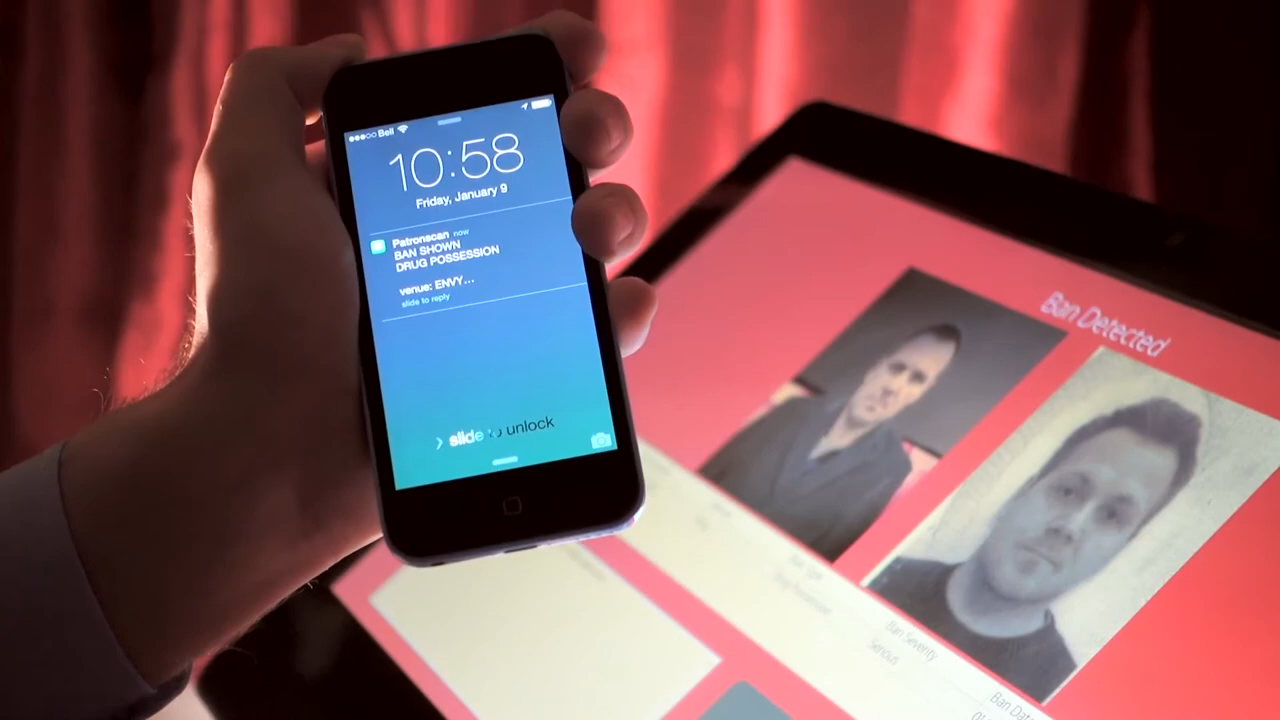 Bell
10:58
Friday, January 9
Patronscan now
BAN SHOWN
DRUG POSSESSION
venue: ENVY...
slide to reply
slide to unlock
Ban Detected
Ban Type
Drug Possession
Ban Severity
Serious
Ban Date